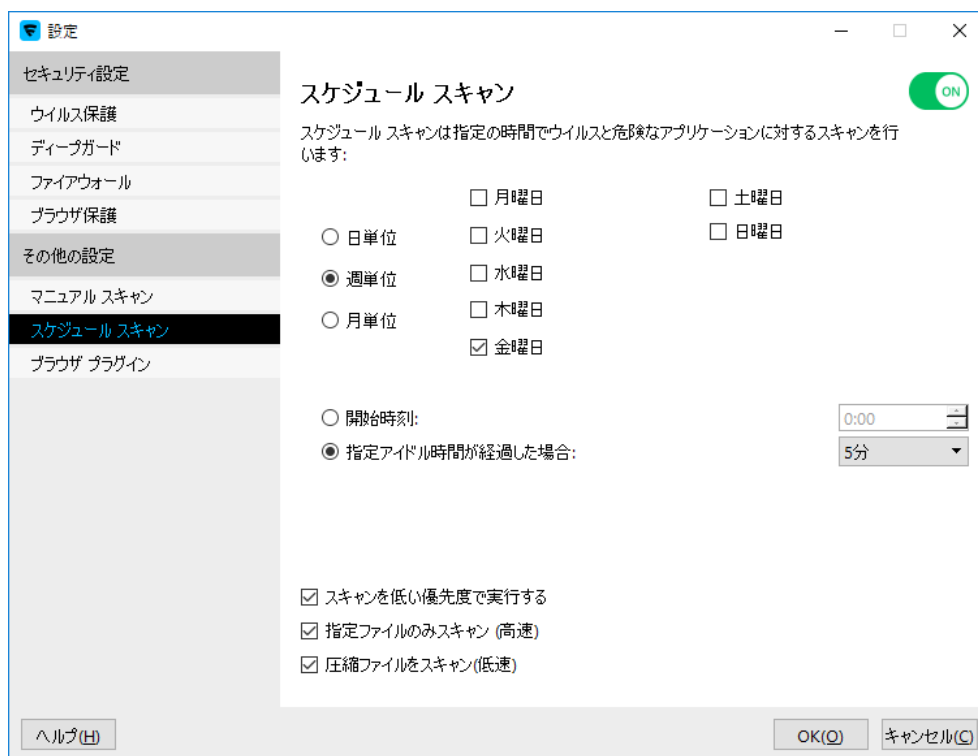 設定
セキュリティ設定
ウイルス保護
ディープガード
ファイアウォール
ブラウザ保護
その他の設定
マニュアル スキャン
スケジュール スキャン
ブラウザ プラグイン
スケジュール スキャン
ON
スケジュール スキャンは指定の時間でウイルスと危険なアプリケーションに対するスキャンを行
います:
日単位
週単位
月単位
月曜日
火曜日
水曜日
木曜日
金曜日
土曜日
日曜日
開始時刻:
0:00
指定アイドル時間が経過した場合:
5分
スキャンを低い優先度で実行する
指定ファイルのみスキャン (高速)
圧縮ファイルをスキャン(低速)
ヘルプ(H)
OK(O)
キャンセル(C)